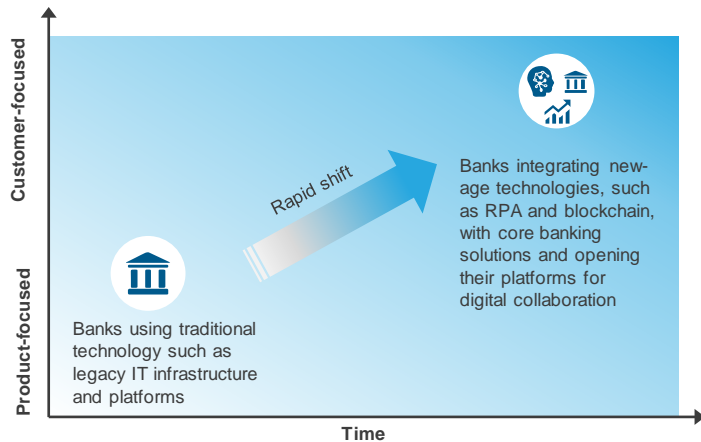 Customer-focused
Product-focused
Rapid shift
Banks integrating new-
age technologies, such
as RPA and blockchain,
with core banking
solutions and opening
their platforms for
digital collaboration
Banks using traditional
technology such as
legacy IT infrastructure
and platforms
Time